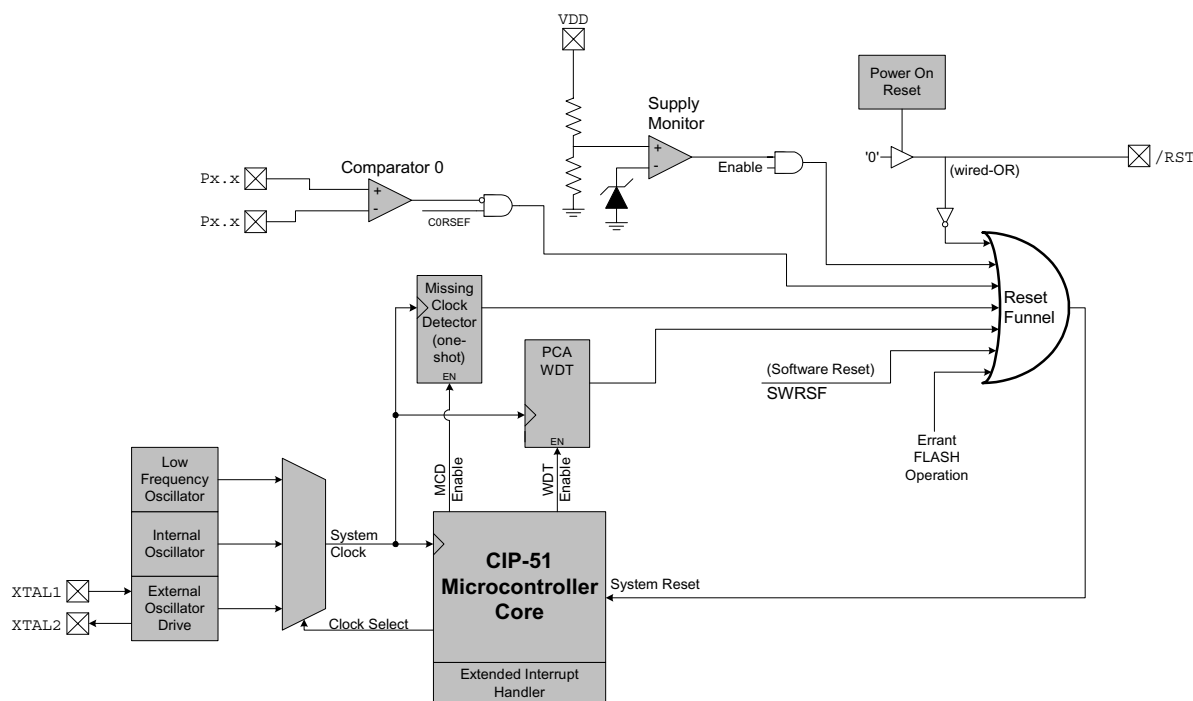 VDD
Power On
Reset
Supply
Monitor
+
-
Enable
'0'
(wired-OR)
/RST
Comparator 0
Px.x
+
-
Px.x
C0RSEF
Missing
Clock
Detector
(one-
shot)
EN
PCA
WDT
EN
Reset
Funnel
(Software Reset)
SWRSF
Errant
FLASH
Operation
Low
Frequency
Oscillator
Internal
Oscillator
External
Oscillator
Drive
XTAL1
XTAL2
System
Clock
Clock Select
MCD
Enable
WDT
Enable
CIP-51
Microcontroller
Core
System Reset
Extended Interrupt
Handler